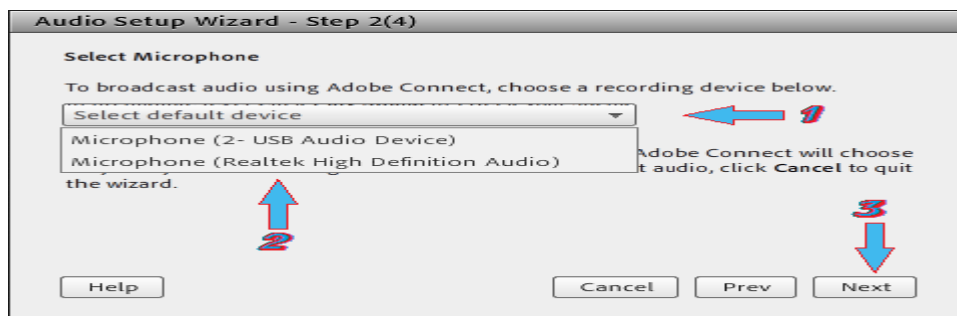 Audio Setup Wizard - Step 2(4)
Select Microphone
To broadcast audio using Adobe Connect, choose a recording device below.
Select default device
1
Microphone (2- USB Audio Device)
Microphone (Realtek High Definition Audio)
Adobe Connect will choose
t audio, click Cancel to quit
the wizard.
2
3
Help
Cancel
Prev
Next